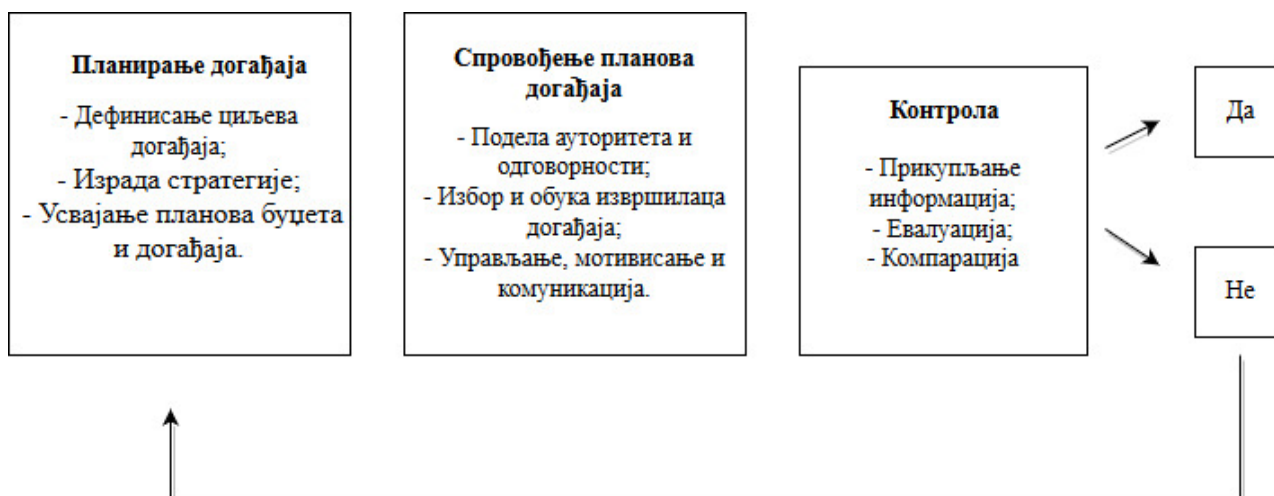 Планирање догађаја
- Дефинисање циљева
догађаја;
- Израда стратегије;
- Усвајање планова буџета
и догађаја.
Спровођење планова
догађаја
- Подела ауторитета и
одговорности;
- Избор и обука извршилаца
догађаја;
- Управљање, мотивисање и
комуникација.
Контрола
- Прикупљање
информација;
- Евалуација;
- Компарација
Да
Не